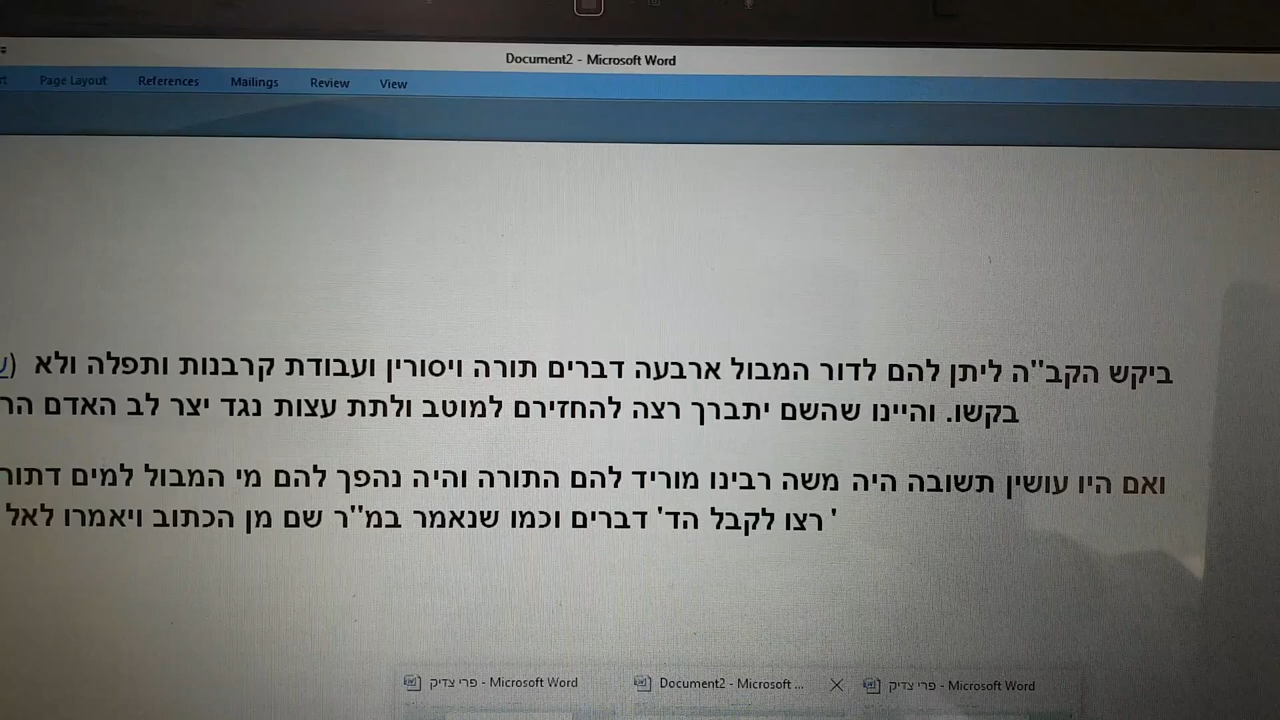 Document2 - Microsoft Word
Page Layout References Mailings Review View
ביקש הקב''ה ליתן להם לדור המבול ארבעה דברים תורה ויסורין ועבודת קרבנות ותפלה ולא (
בקשו. והיינו שהשם יתברך רצה להחזירם למוטב ולתת עצות נגד יצר לב האדם הר
ואם היו עושין תשובה היה משה רבינו מוריד להם התורה והיה נהפך להם מי המבול למים דתור
' רצו לקבל הד' דברים וכמו שנאמר במ''ר שם מן הכתוב ויאמרו לאל
פרי צדיק - Microsoft Word Document2 - Microsoft ... פרי צדיק - Microsoft Word